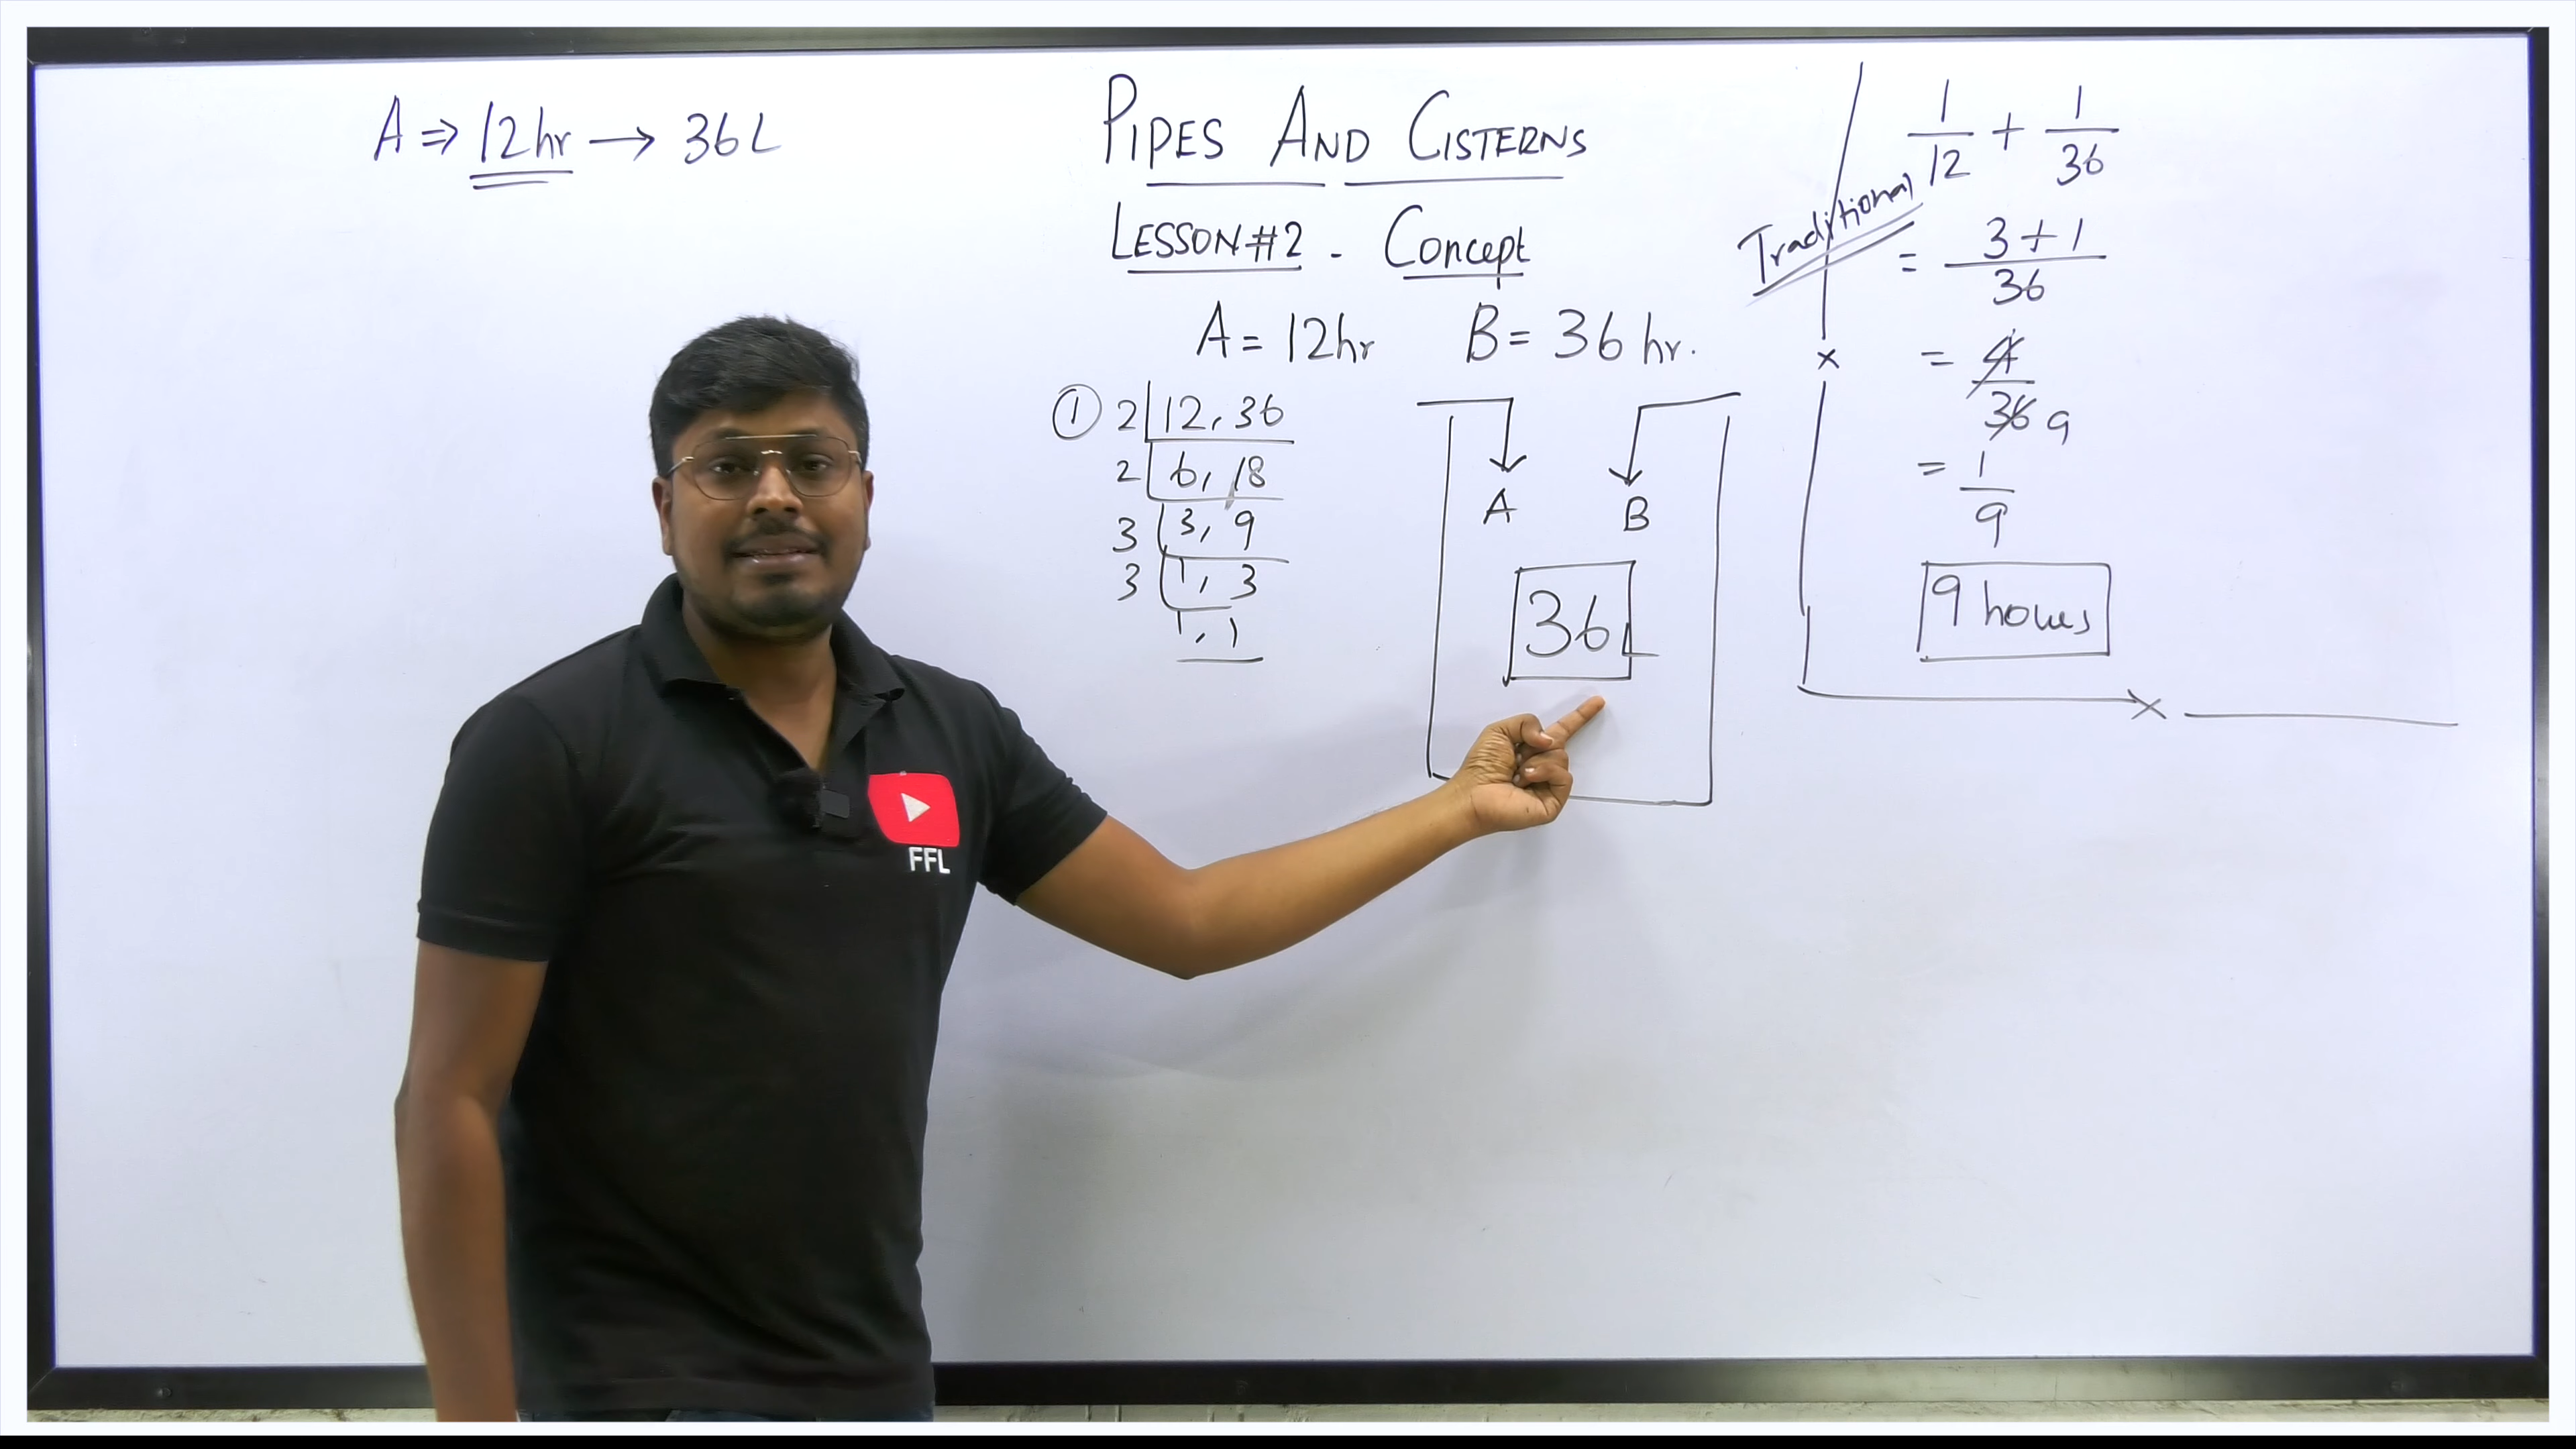 A ⇒ 12hr → 36L
PIPES AND CISTERNS
LESSON #2 - Concept
A = 12hr B = 36 hr.
① 2 | 12, 36
2 | 6, 18
3 | 3, 9
3 | 1, 3
1, 1
A B
36L
FFL
Traditional
1/12 + 1/36
= 3+1/36
= 4/36 9
= 1/9
9 hours